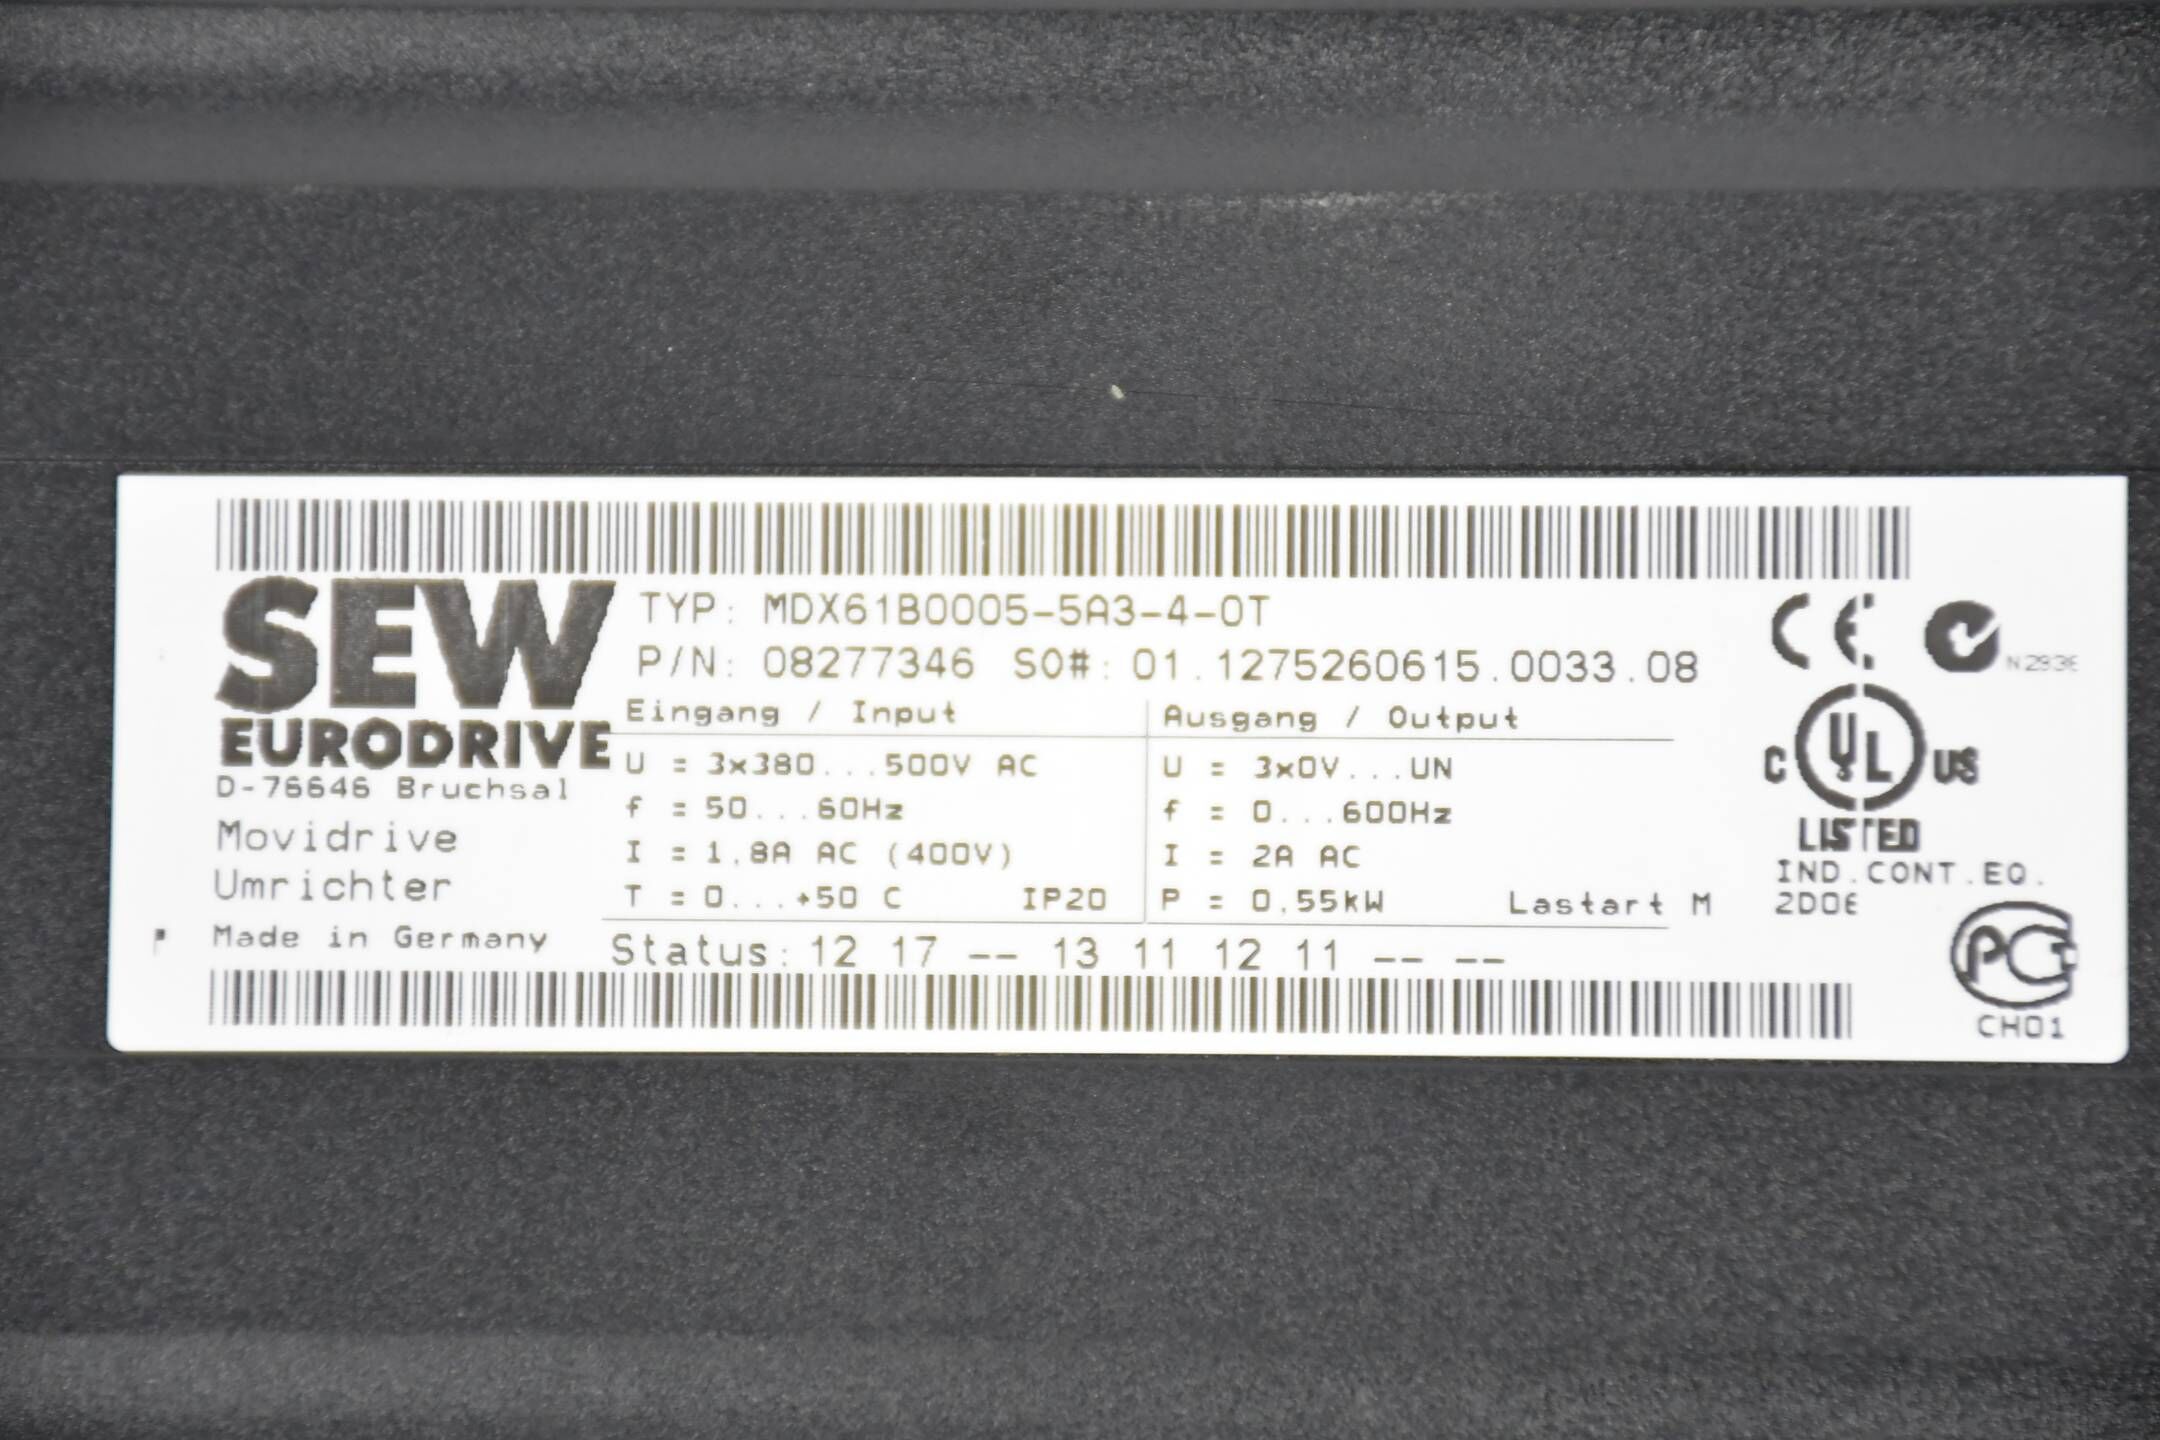 SEW
EURODRIVE
D-76646 Bruchsal
Movidrive
Umrichter
Made in Germany
TYP: MDX61B0005-5A3-4-0T
P/N: 08277346 SO#: 01.1275260615.0033.08
Eingang / Input
U = 3x380...500V AC
f = 50...60Hz
I = 1,8A AC (400V)
T = 0...+50 C IP20
Ausgang / Output
U = 3x0V...UN
f = 0...600Hz
I = 2A AC
P = 0,55kW Lastart M
Status: 12 17 -- 13 11 12 11 -- --
CE
C UL US
LISTED
IND.CONT.EQ.
2D06
PC
CH01